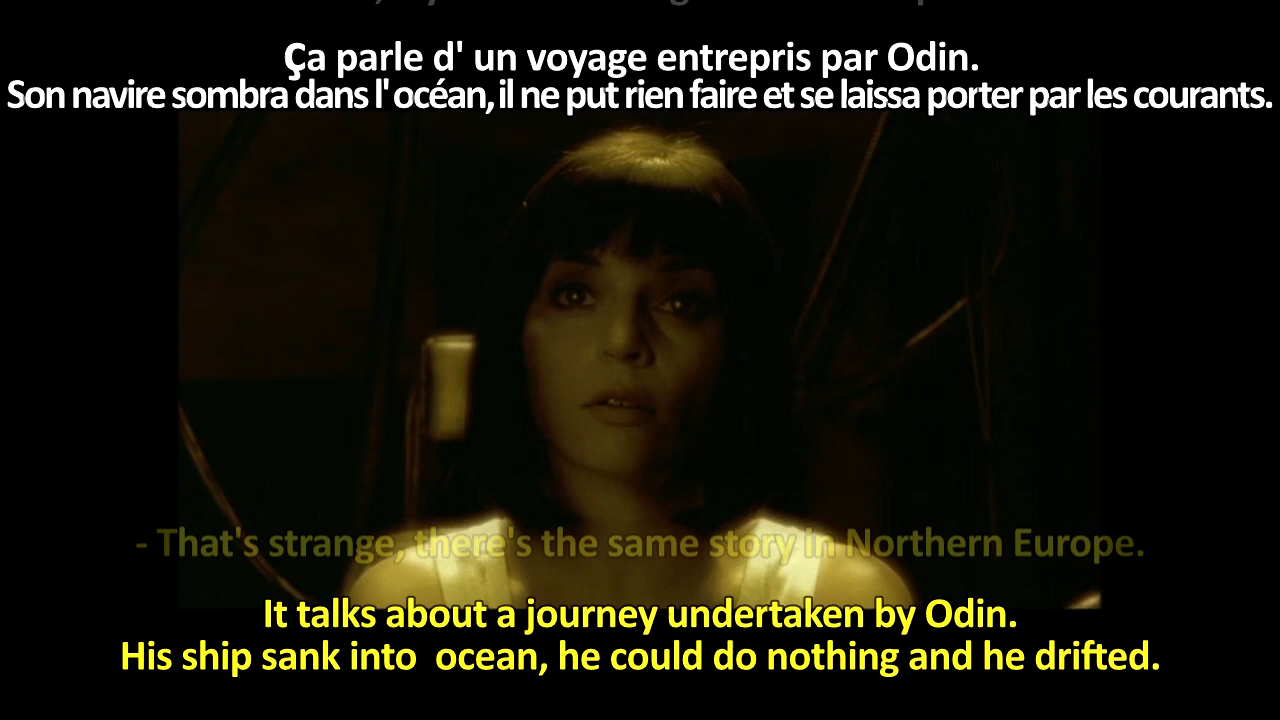 Ça parle d' un voyage entrepris par Odin.
Son navire sombra dans l' océan, il ne put rien faire et se laissa porter par les courants.
- That's strange, there's the same story in Northern Europe.
It talks about a journey undertaken by Odin.
His ship sank into  ocean, he could do nothing and he drifted.